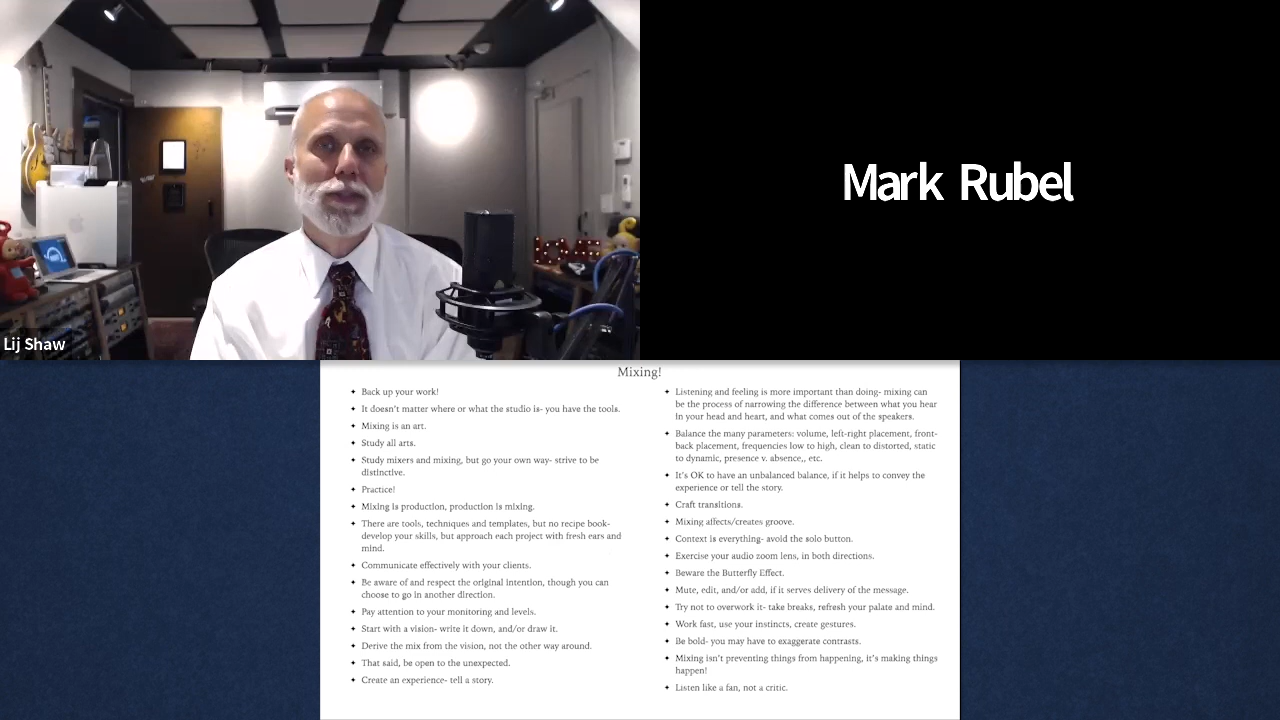 Mark Rubel
Lij Shaw
Mixing!
Back up your work!
It doesn't matter where or what the studio is- you have the tools.
Mixing is an art.
Study all arts.
Study mixers and mixing, but go your own way- strive to be
distinctive.
Practice!
Mixing is production, production is mixing.
There are tools, techniques and templates, but no recipe book-
develop your skills, but approach each project with fresh ears and
mind.
Communicate effectively with your clients.
Be aware of and respect the original intention, though you can
choose to go in another direction.
Pay attention to your monitoring and levels.
Start with a vision- write it down, and/or draw it.
Derive the mix from the vision, not the other way around.
That said, be open to the unexpected.
Create an experience- tell a story.
Listening and feeling is more important than doing- mixing can
be the process of narrowing the difference between what you hear
in your head and heart, and what comes out of the speakers.
Balance the many parameters: volume, left-right placement, front-
back placement, frequencies low to high, clean to distorted, static
to dynamic, presence v. absence,, etc.
It's OK to have an unbalanced balance, if it helps to convey the
experience or tell the story.
Craft transitions.
Mixing affects/creates groove.
Context is everything- avoid the solo button.
Exercise your audio zoom lens, in both directions.
Beware the Butterfly Effect.
Mute, edit, and/or add, if it serves delivery of the message.
Try not to overwork it- take breaks, refresh your palate and mind.
Work fast, use your instincts, create gestures.
Be bold- you may have to exaggerate contrasts.
Mixing isn't preventing things from happening, it's making things
happen!
Listen like a fan, not a critic.